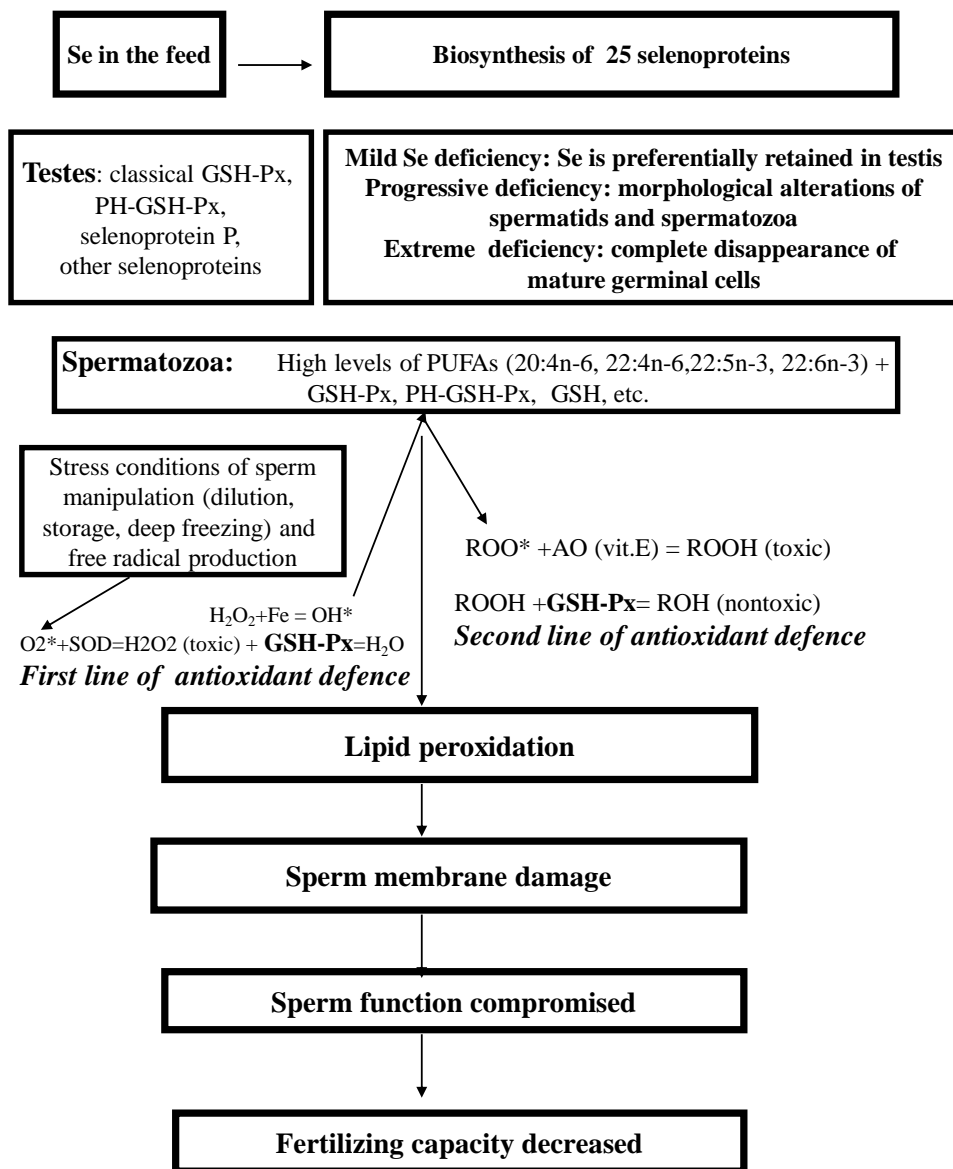 Se in the feed
Biosynthesis of 25 selenoproteins
Testes: classical GSH-Px,
PH-GSH-Px,
selenoprotein P,
other selenoproteins
Mild Se deficiency: Se is preferentially retained in testis
Progressive deficiency: morphological alterations of
spermatids and spermatozoa
Extreme deficiency: complete disappearance of
mature germinal cells
Spermatozoa: High levels of PUFAs (20:4n-6, 22:4n-6,22:5n-3, 22:6n-3) +
GSH-Px, PH-GSH-Px, GSH, etc.
Stress conditions of sperm
manipulation (dilution,
storage, deep freezing) and
free radical production
H₂O₂+Fe = OH*
O2*+SOD=H2O2 (toxic) + GSH-Px=H₂O
First line of antioxidant defence
ROO* +AO (vit.E) = ROOH (toxic)
ROOH +GSH-Px= ROH (nontoxic)
Second line of antioxidant defence
Lipid peroxidation
Sperm membrane damage
Sperm function compromised
Fertilizing capacity decreased